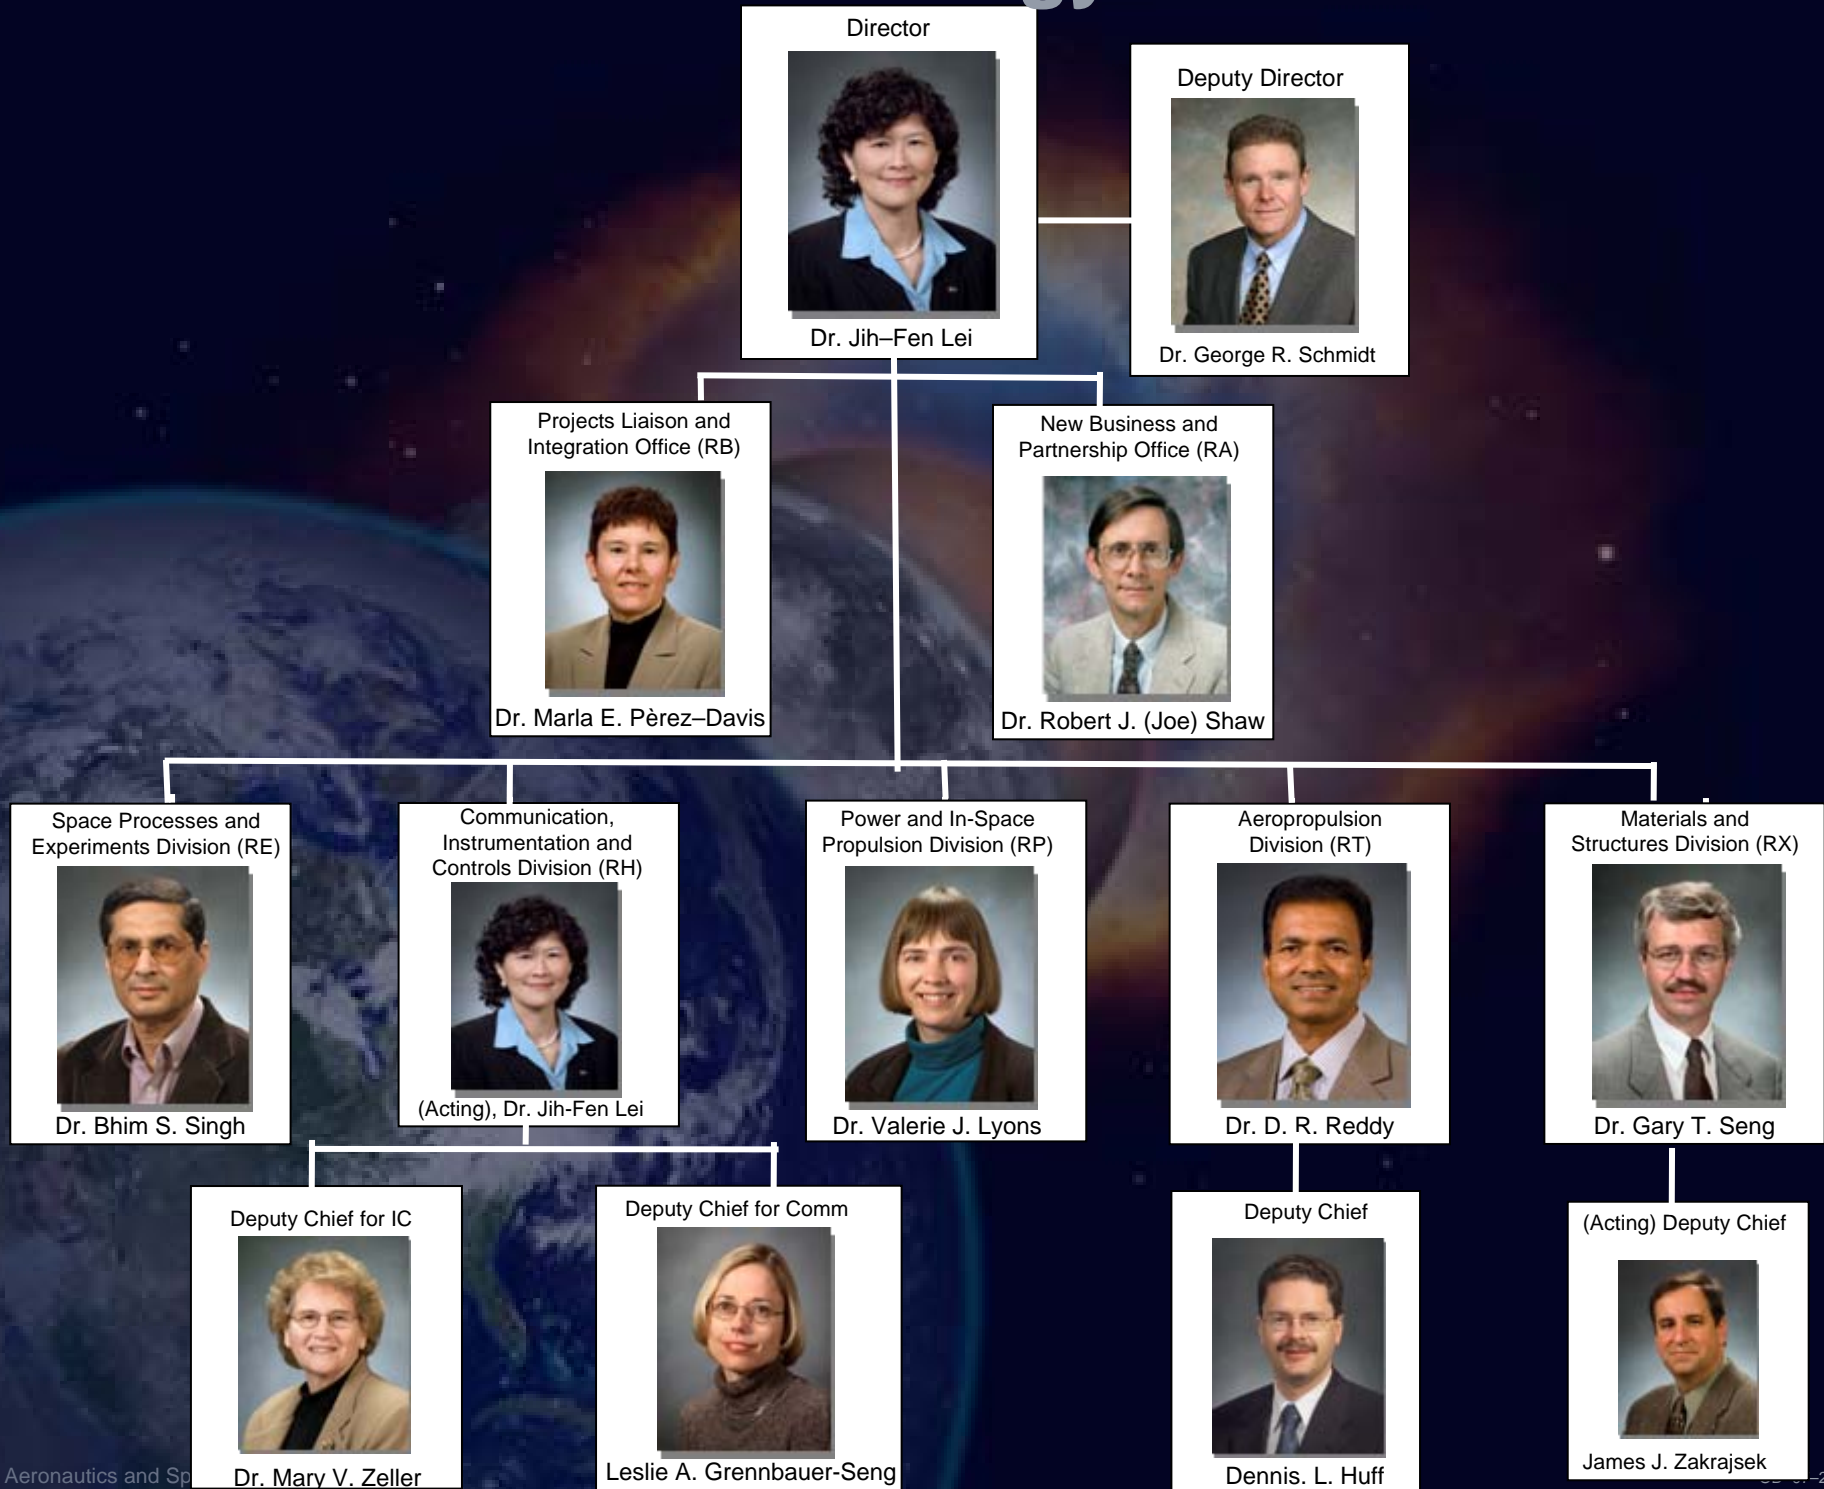 Director
Deputy Director
Dr. Jih–Fen Lei
Dr. George R. Schmidt
Projects Liaison and
Integration Office (RB)
Dr. Marla E. Pèrez–Davis
New Business and
Partnership Office (RA)
Dr. Robert J. (Joe) Shaw
Space Processes and
Experiments Division (RE)
Dr. Bhim S. Singh
Communication,
Instrumentation and
Controls Division (RH)
(Acting), Dr. Jih-Fen Lei
Power and In-Space
Propulsion Division (RP)
Dr. Valerie J. Lyons
Aeropropulsion
Division (RT)
Dr. D. R. Reddy
Materials and
Structures Division (RX)
Dr. Gary T. Seng
Deputy Chief for IC
Dr. Mary V. Zeller
Deputy Chief for Comm
Leslie A. Grennbauer-Seng
Deputy Chief
Dennis. L. Huff
(Acting) Deputy Chief
James J. Zakrajsek
Aeronautics and Sp